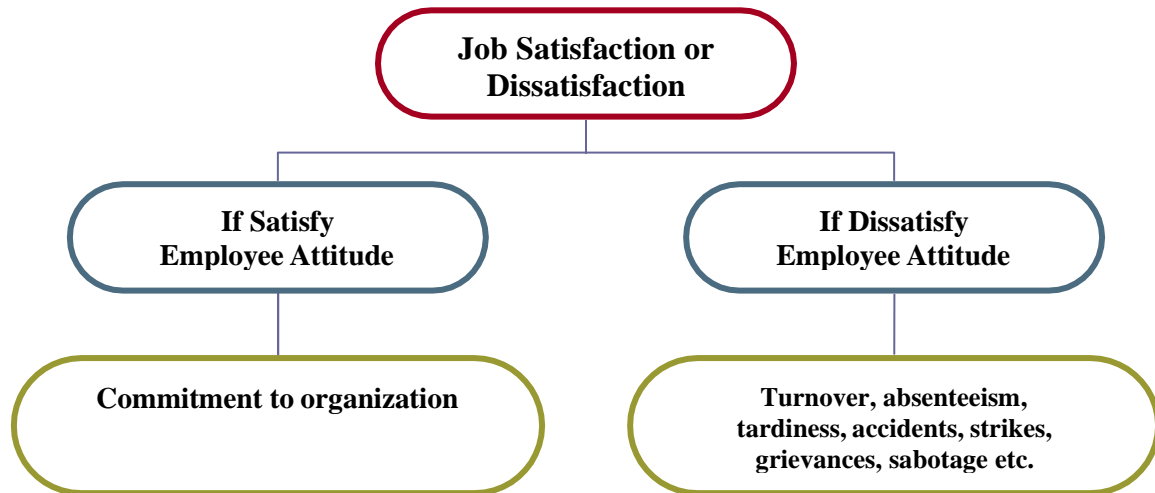 Job Satisfaction or
Dissatisfaction
If Satisfy
Employee Attitude
If Dissatisfy
Employee Attitude
Commitment to organization
Turnover, absenteeism,
tardiness, accidents, strikes,
grievances, sabotage etc.